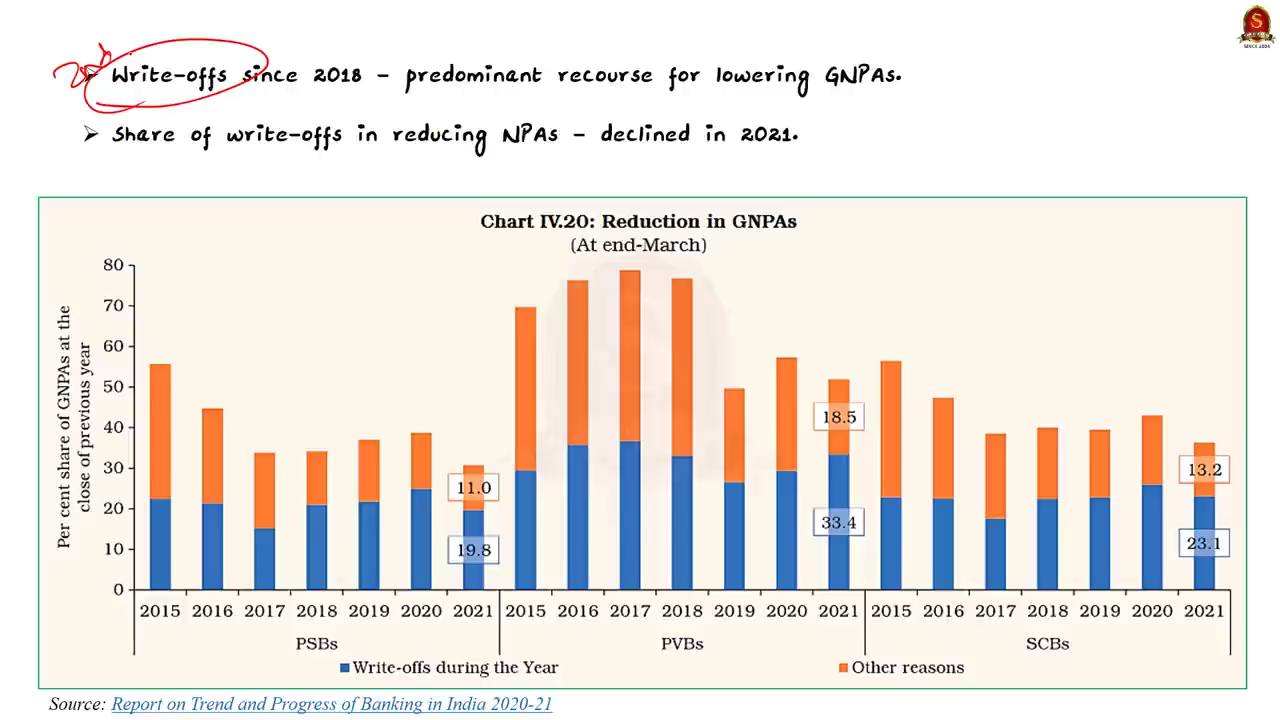 Write-offs since 2018 – predominant recourse for lowering GNPAs.
Share of write-offs in reducing NPAs – declined in 2021.
Chart IV.20: Reduction in GNPAs
(At end-March)
Per cent share of GNPAs at the
close of previous year
80
70
60
50
40
30
20
10
0
11.0
19.8
18.5
33.4
13.2
23.1
2015 2016 2017 2018 2019 2020 2021 2015 2016 2017 2018 2019 2020 2021 2015 2016 2017 2018 2019 2020 2021
PSBs PVBs SCBs
Write-offs during the Year Other reasons
Source: Report on Trend and Progress of Banking in India 2020-21
S
SINCE 2004